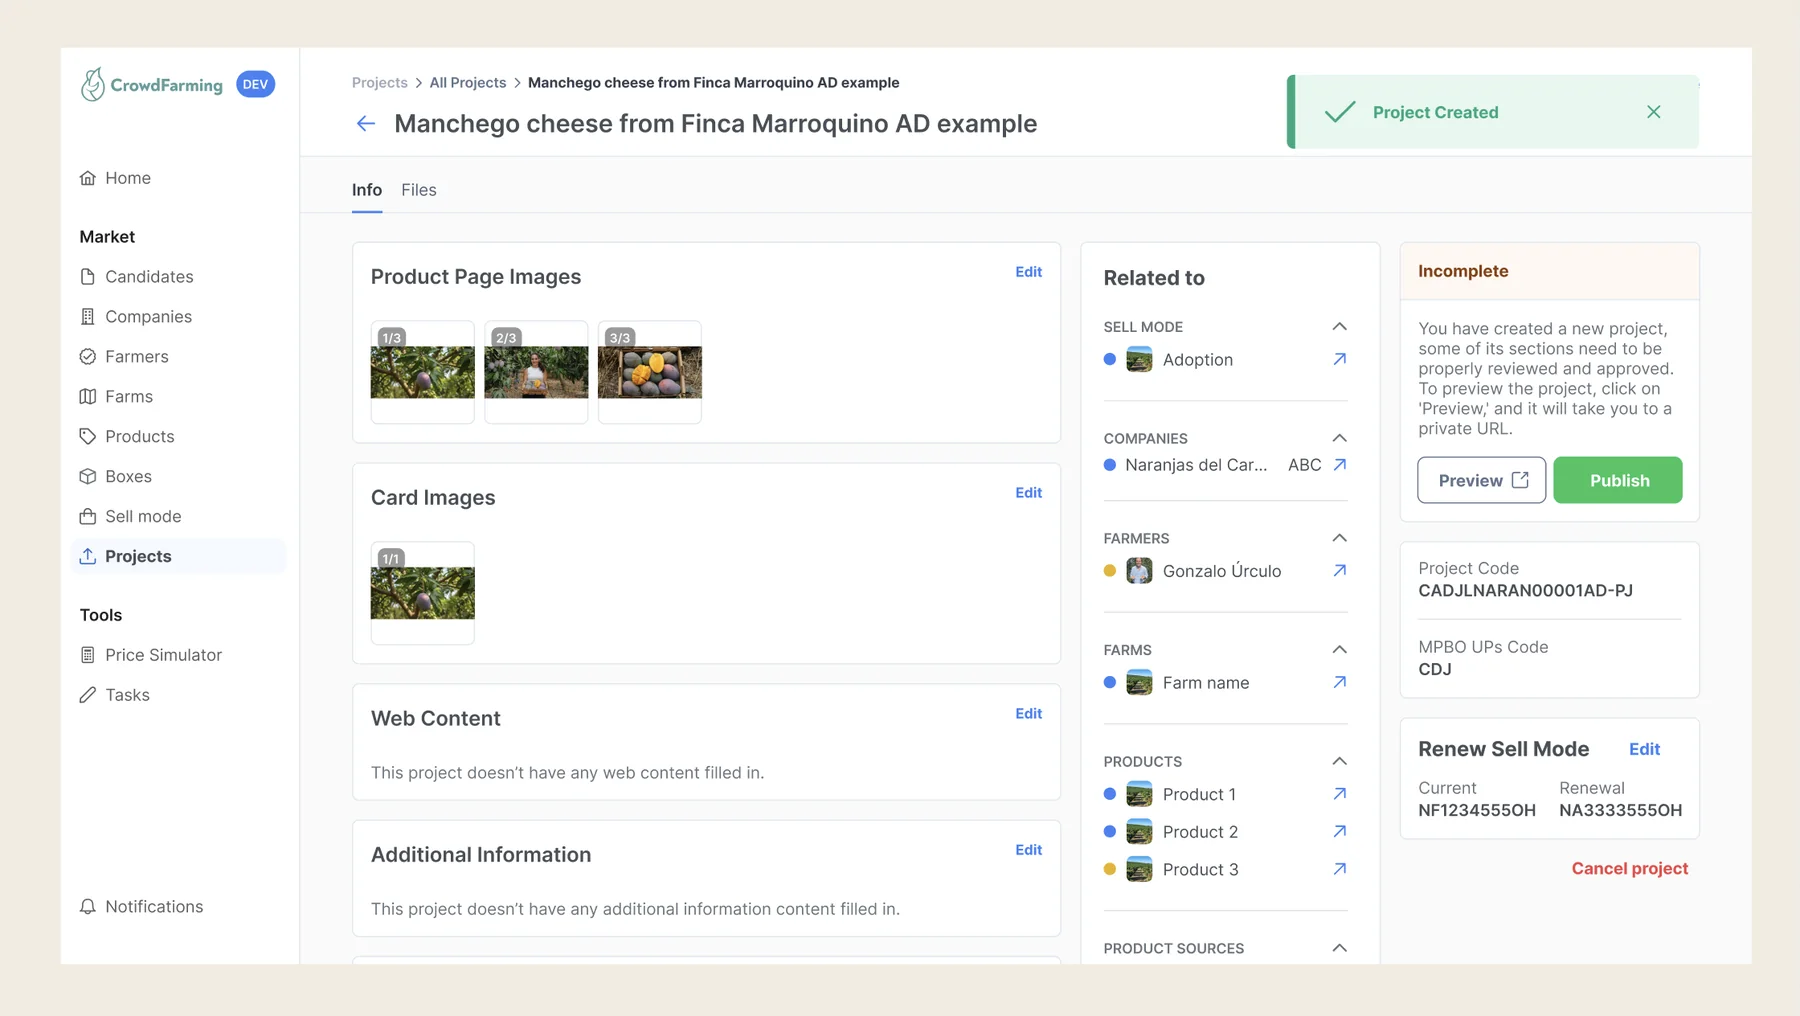 CrowdFarming DEV
Home
Market
Candidates
Companies
Farmers
Farms
Products
Boxes
Sell mode
Projects
Tools
Price Simulator
Tasks
Notifications
Projects > All Projects > Manchego cheese from Finca Marroquino AD example
Manchego cheese from Finca Marroquino AD example
Project Created
Info Files
Product Page Images Edit
1/3 2/3 3/3
Card Images Edit
1/1
Web Content Edit
This project doesn’t have any web content filled in.
Additional Information Edit
This project doesn’t have any additional information content filled in.
Related to
SELL MODE
Adoption
COMPANIES
Naranjas del Car... ABC
FARMERS
Gonzalo Úrculo
FARMS
Farm name
PRODUCTS
Product 1
Product 2
Product 3
PRODUCT SOURCES
Incomplete
You have created a new project,
some of its sections need to be
properly reviewed and approved.
To preview the project, click on
'Preview,' and it will take you to a
private URL.
Preview Publish
Project Code
CADJLNARAN00001AD-PJ
MPBO UPs Code
CDJ
Renew Sell Mode Edit
Current Renewal
NF1234555OH NA3333555OH
Cancel project